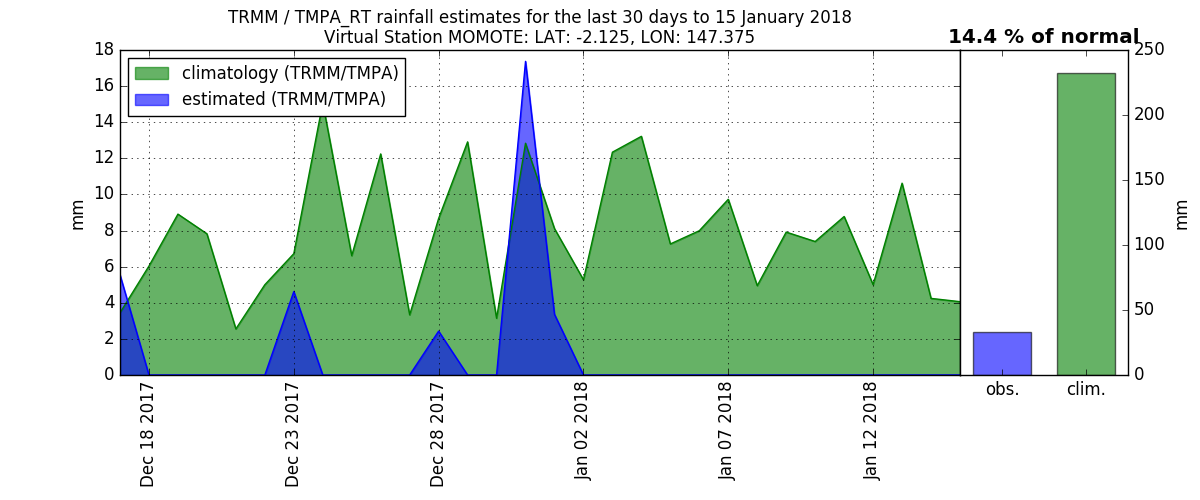 TRMM / TMPA_RT rainfall estimates for the last 30 days to 15 January 2018
Virtual Station MOMOTE: LAT: -2.125, LON: 147.375
14.4 % of normal
climatology (TRMM/TMPA)
estimated (TRMM/TMPA)
mm
18
16
14
12
10
8
6
4
2
0
Dec 18 2017
Dec 23 2017
Dec 28 2017
Jan 02 2018
Jan 07 2018
Jan 12 2018
obs.
clim.
250
200
150
100
50
0
mm